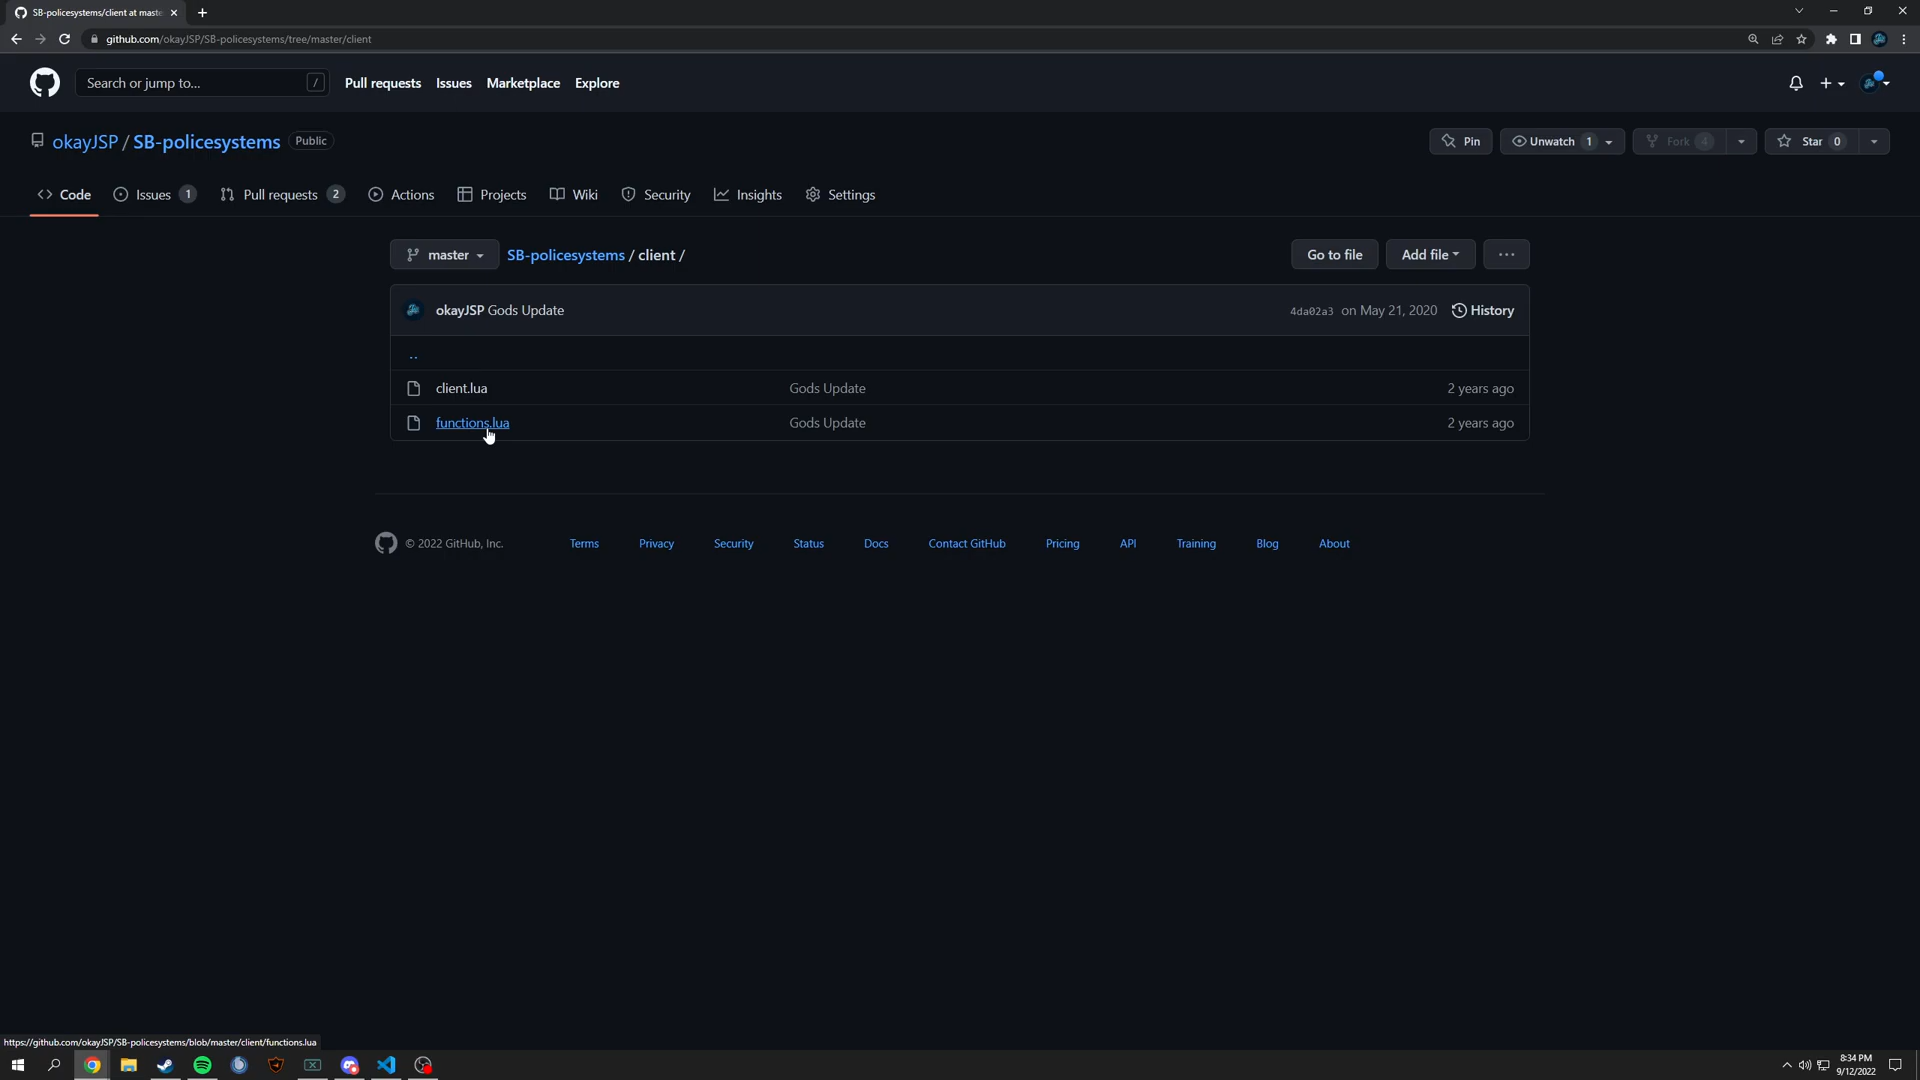 SB-policesystems/client at maste
github.com/okayJSP/SB-policesystems/tree/master/client
Search or jump to... /
Pull requests Issues Marketplace Explore
okayJSP / SB-policesystems Public
Pin Unwatch 1 Fork 4 Star 0
Code Issues 1 Pull requests 2 Actions Projects Wiki Security Insights Settings
master SB-policesystems / client / Go to file Add file ...
okayJSP Gods Update 4da02a3 on May 21, 2020 History
..
client.lua Gods Update 2 years ago
functions.lua Gods Update 2 years ago
© 2022 GitHub, Inc. Terms Privacy Security Status Docs Contact GitHub Pricing API Training Blog About
https://github.com/okayJSP/SB-policesystems/blob/master/client/functions.lua
8:34 PM
9/12/2022